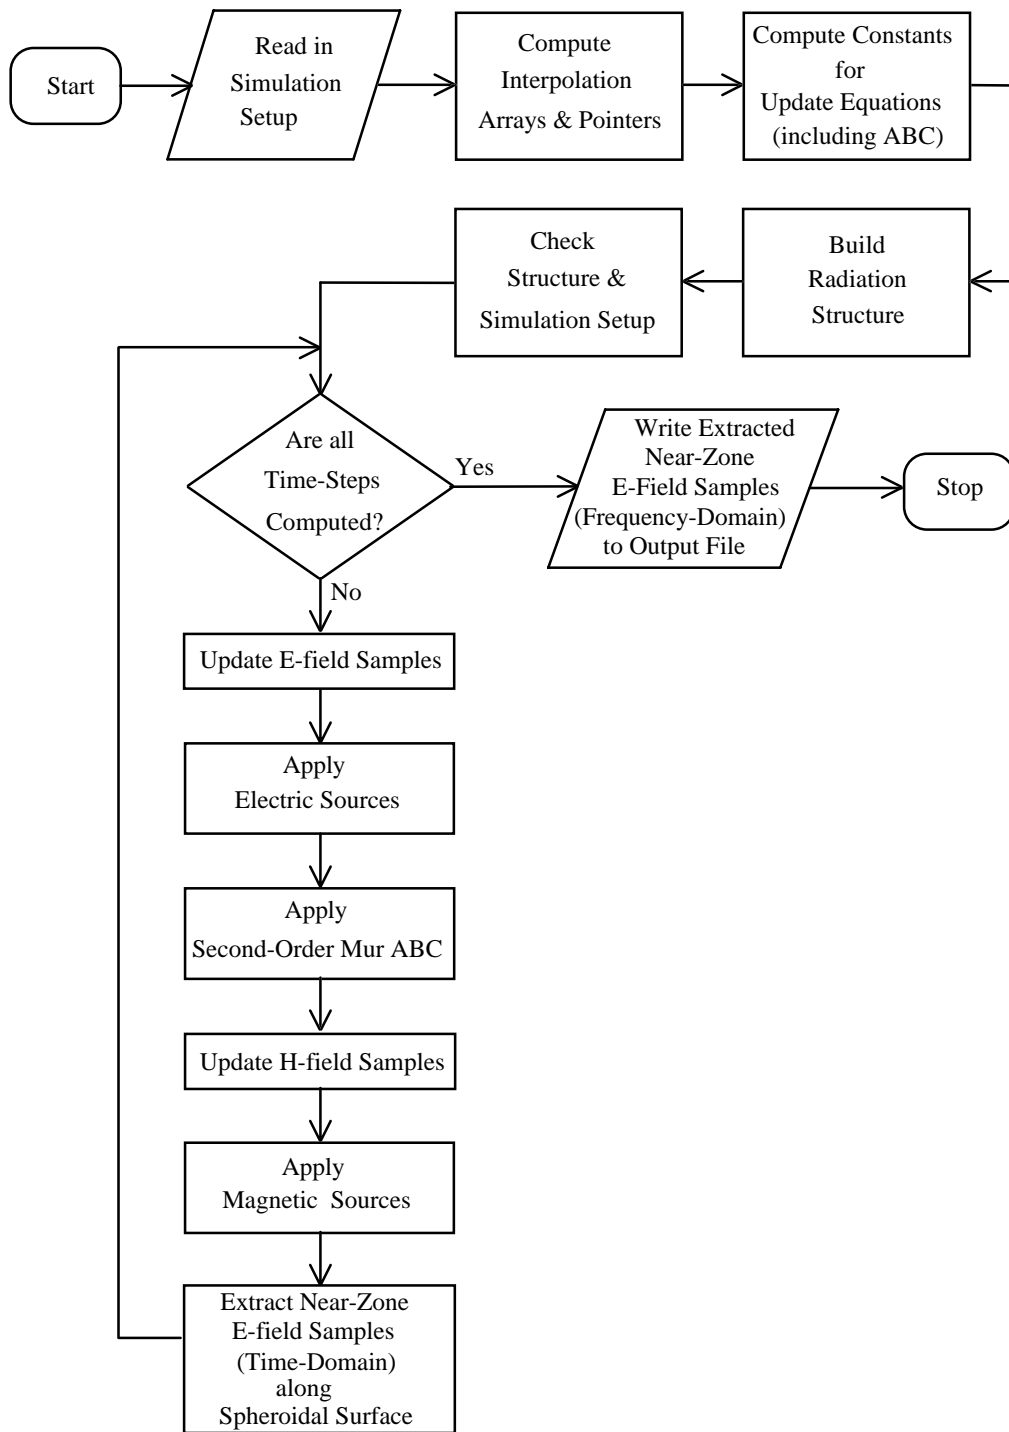 Start
Read in
Simulation
Setup
Compute
Interpolation
Arrays & Pointers
Compute Constants
for
Update Equations
(including ABC)
Build
Radiation
Structure
Check
Structure &
Simulation Setup
Are all
Time-Steps
Computed?
Yes
Write Extracted
Near-Zone
E-Field Samples
(Frequency-Domain)
to Output File
Stop
No
Update E-field Samples
Apply
Electric Sources
Apply
Second-Order Mur ABC
Update H-field Samples
Apply
Magnetic Sources
Extract Near-Zone
E-field Samples
(Time-Domain)
along
Spheroidal Surface